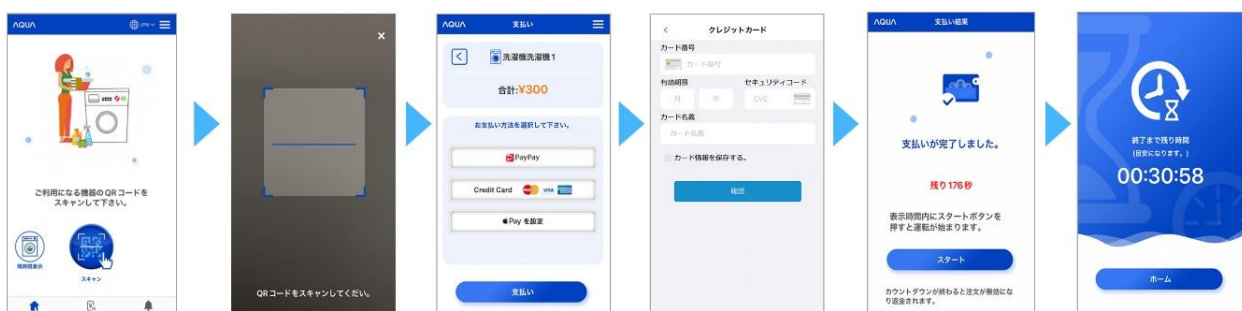 AQUA
JPN
ご利用になる機器のQRコードを
スキャンして下さい。
残時間表示
スキャン
×
QRコードをスキャンしてくだい。
AQUA
支払い
洗濯機洗濯機1
合計:¥300
お支払い方法を選択して下さい。
PayPay
Credit Card
VISA
Pay を設定
支払い
クレジットカード
カード番号
カード番号
有効期限
セキュリティコード
月
年
CVC
カード名義
カード名義
カード情報を保存する。
確認
AQUA
支払い結果
支払いが完了しました。
残り176秒
表示時間内にスタートボタンを
押すと運転が始まります。
スタート
カウントダウンが終わると注文が無効にな
り返金されます。
終了まで残り時間
(目安になります。)
00:30:58
ホーム